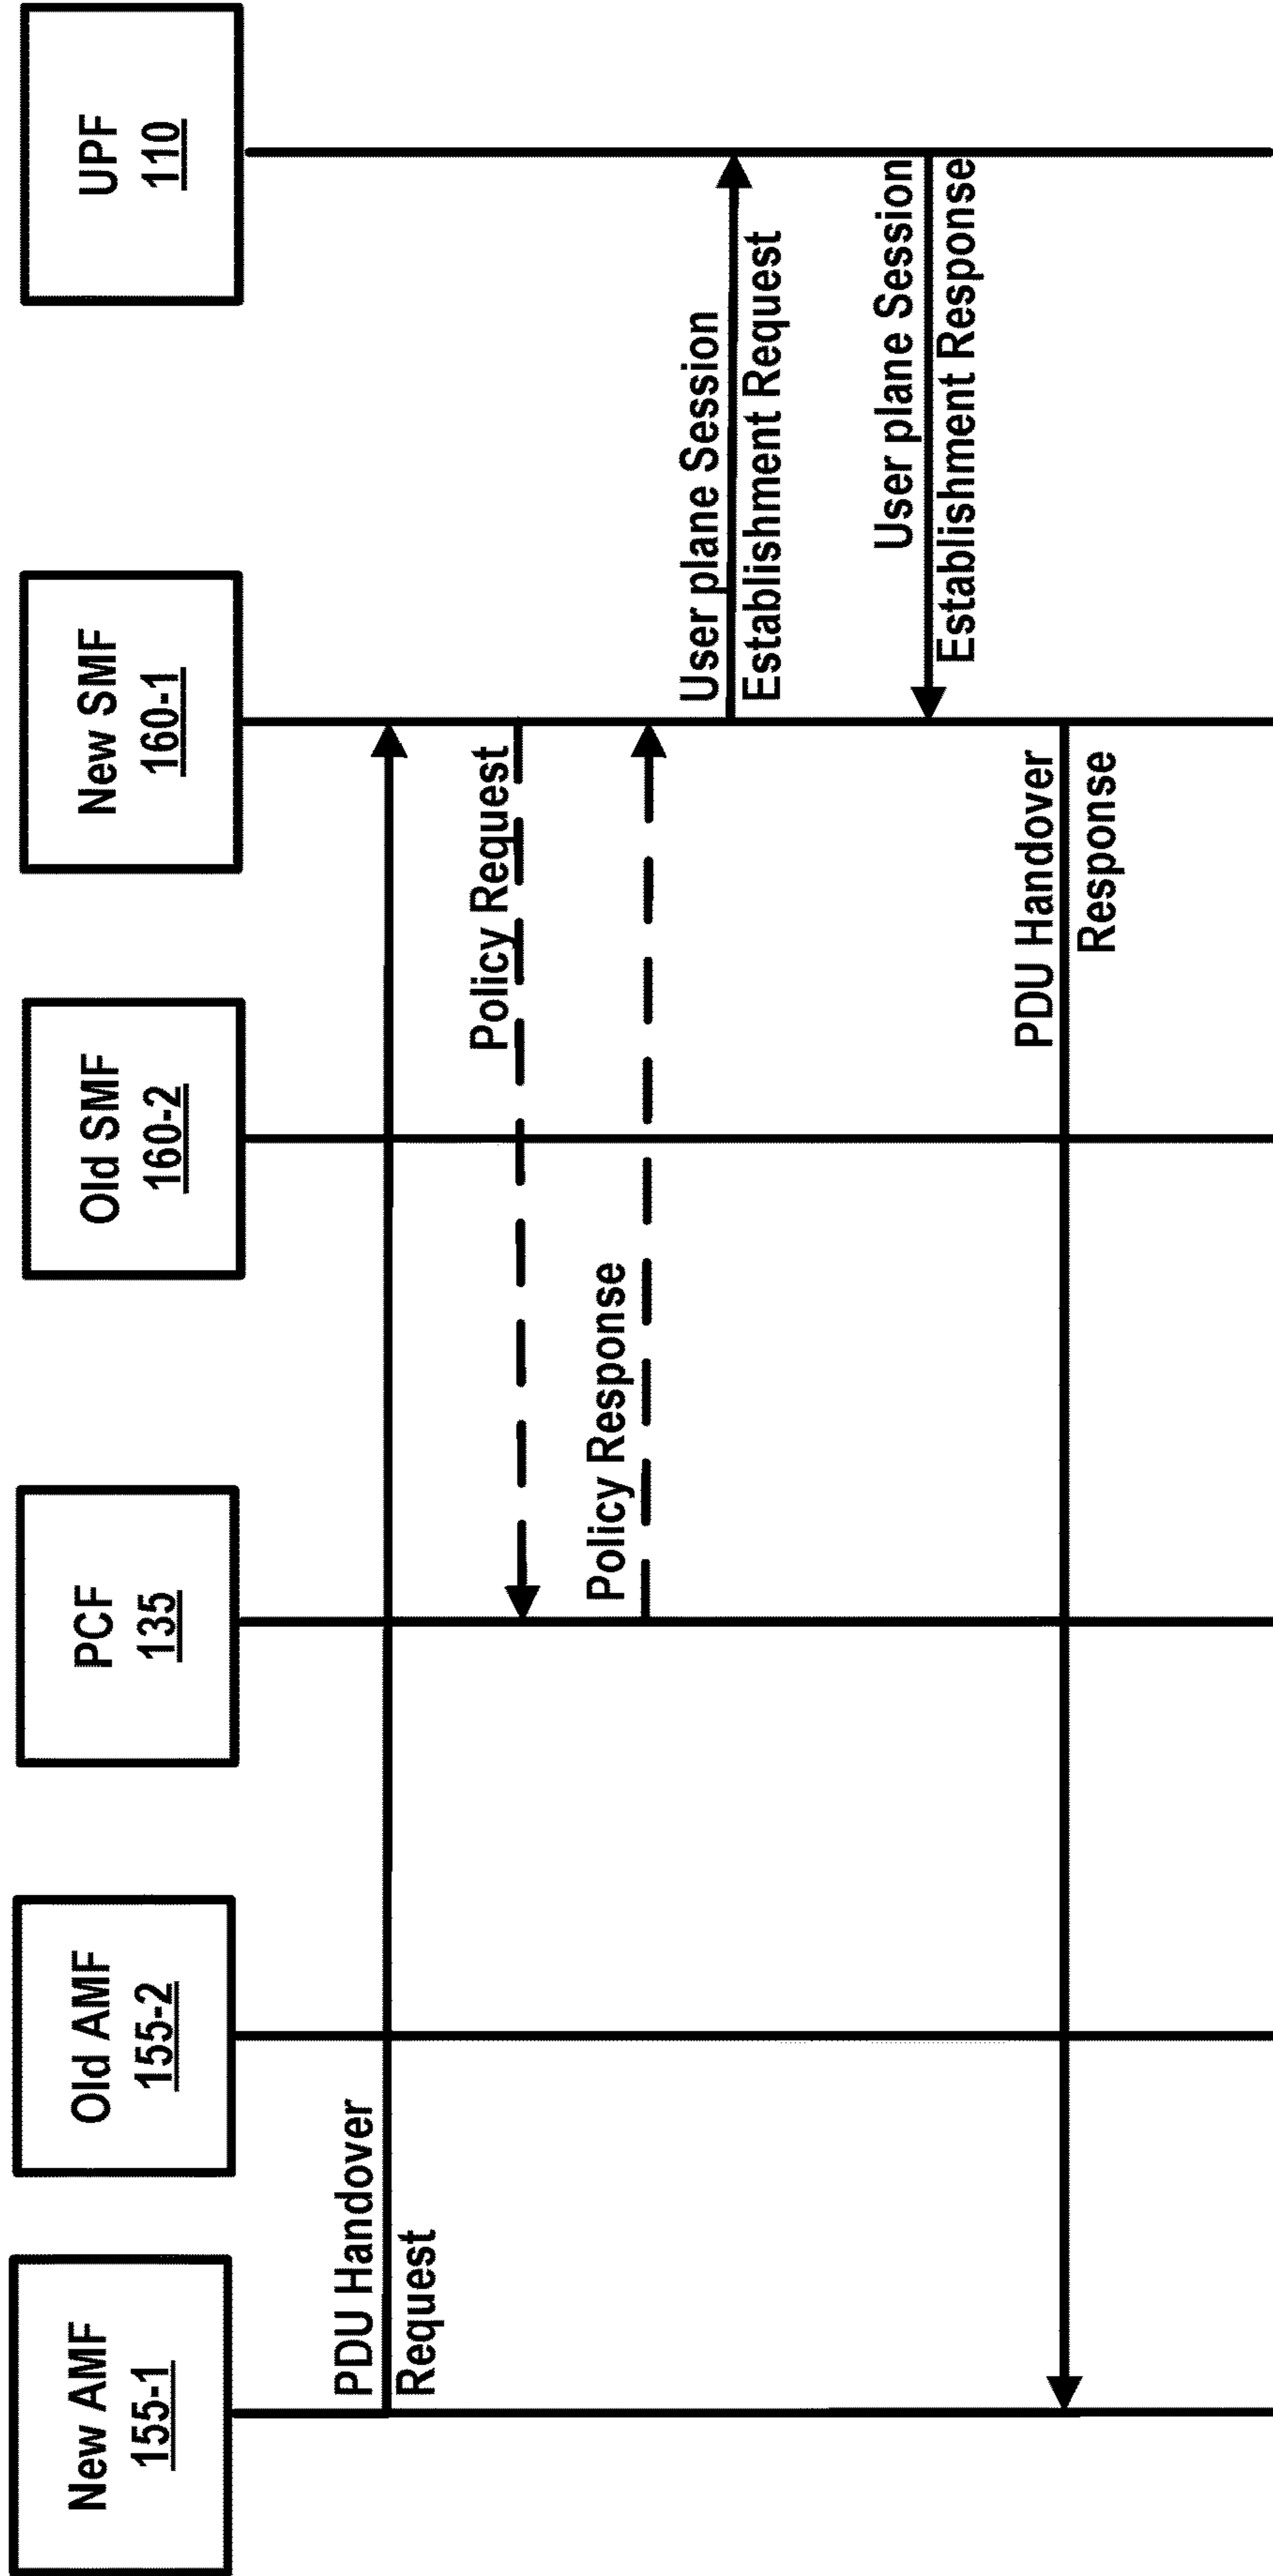 New AMF
155-1
Old AMF
155-2
PCF
135
Old SMF
160-2
New SMF
160-1
UPF
110
PDU Handover
Request
Policy Request
Policy Response
User plane Session
Establishment Request
User plane Session
Establishment Response
PDU Handover
Response